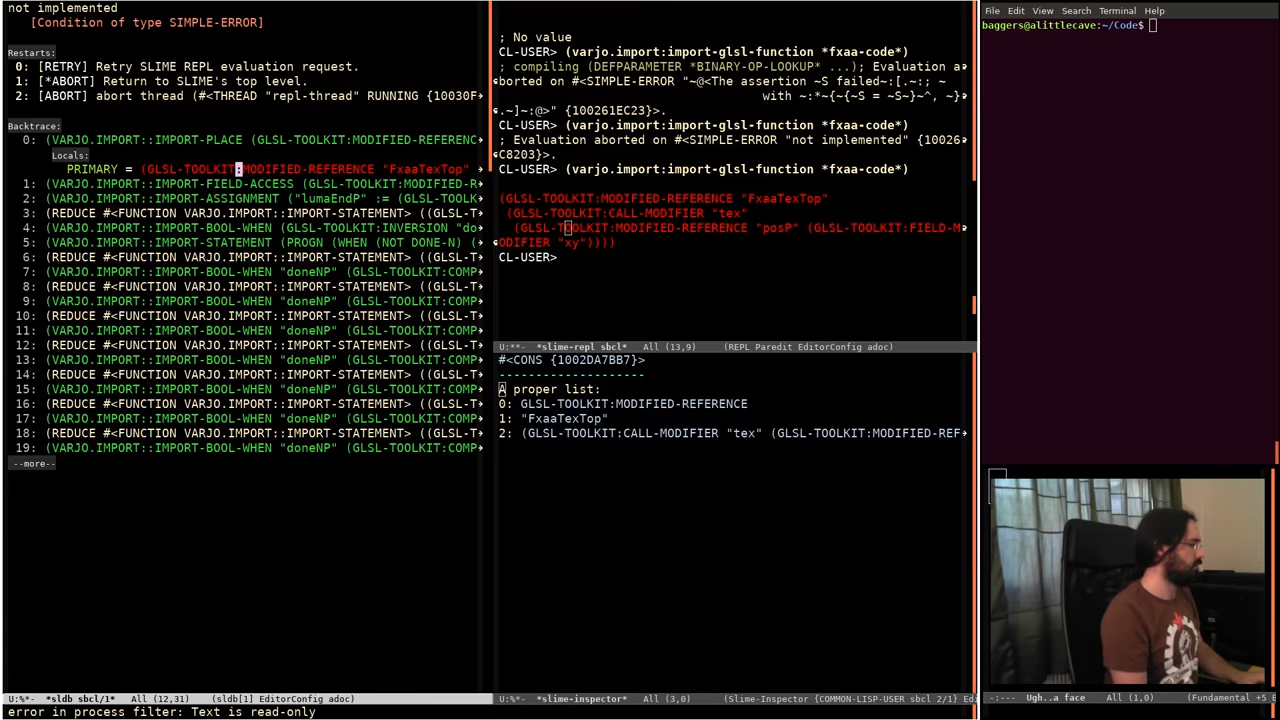 not implemented
[Condition of type SIMPLE-ERROR]
Restarts:
0: [RETRY] Retry SLIME REPL evaluation request.
1: [*ABORT] Return to SLIME's top level.
2: [ABORT] abort thread (#<THREAD "repl-thread" RUNNING {10030F
Backtrace:
0: (VARJO.IMPORT::IMPORT-PLACE (GLSL-TOOLKIT:MODIFIED-REFERENC
Locals:
PRIMARY = (GLSL-TOOLKIT:MODIFIED-REFERENCE "FxaaTexTop"
1: (VARJO.IMPORT::IMPORT-FIELD-ACCESS (GLSL-TOOLKIT:MODIFIED-R
2: (VARJO.IMPORT::IMPORT-ASSIGNMENT ("lumaEndP" := (GLSL-TOOLK
3: (REDUCE #<FUNCTION VARJO.IMPORT::IMPORT-STATEMENT> ((GLSL-T
4: (VARJO.IMPORT::IMPORT-BOOL-WHEN (GLSL-TOOLKIT:INVERSION "do
5: (VARJO.IMPORT::IMPORT-STATEMENT (PROGN (WHEN (NOT DONE-N) (
6: (REDUCE #<FUNCTION VARJO.IMPORT::IMPORT-STATEMENT> ((GLSL-T
7: (VARJO.IMPORT::IMPORT-BOOL-WHEN "doneNP" (GLSL-TOOLKIT:COMP
8: (REDUCE #<FUNCTION VARJO.IMPORT::IMPORT-STATEMENT> ((GLSL-T
9: (VARJO.IMPORT::IMPORT-BOOL-WHEN "doneNP" (GLSL-TOOLKIT:COMP
10: (REDUCE #<FUNCTION VARJO.IMPORT::IMPORT-STATEMENT> ((GLSL-T
11: (VARJO.IMPORT::IMPORT-BOOL-WHEN "doneNP" (GLSL-TOOLKIT:COMP
12: (REDUCE #<FUNCTION VARJO.IMPORT::IMPORT-STATEMENT> ((GLSL-T
13: (VARJO.IMPORT::IMPORT-BOOL-WHEN "doneNP" (GLSL-TOOLKIT:COMP
14: (REDUCE #<FUNCTION VARJO.IMPORT::IMPORT-STATEMENT> ((GLSL-T
15: (VARJO.IMPORT::IMPORT-BOOL-WHEN "doneNP" (GLSL-TOOLKIT:COMP
16: (REDUCE #<FUNCTION VARJO.IMPORT::IMPORT-STATEMENT> ((GLSL-T
17: (VARJO.IMPORT::IMPORT-BOOL-WHEN "doneNP" (GLSL-TOOLKIT:COMP
18: (REDUCE #<FUNCTION VARJO.IMPORT::IMPORT-STATEMENT> ((GLSL-T
19: (VARJO.IMPORT::IMPORT-BOOL-WHEN "doneNP" (GLSL-TOOLKIT:COMP
--more--
U:%*- *sldb sbcl/1* All (12,31) (sldb[1] EditorConfig adoc)
error in process filter: Text is read-only
; No value
CL-USER> (varjo.import:import-glsl-function *fxaa-code*)
; compiling (DEFPARAMETER *BINARY-OP-LOOKUP* ...); Evaluation a
borted on #<SIMPLE-ERROR "~@<The assertion ~S failed~:[.~:; ~
with ~:*~{~{~S = ~S~}~^, ~}
.~]~:@>" {100261EC23}>.
CL-USER> (varjo.import:import-glsl-function *fxaa-code*)
; Evaluation aborted on #<SIMPLE-ERROR "not implemented" {10026
C8203}>.
CL-USER> (varjo.import:import-glsl-function *fxaa-code*)
(GLSL-TOOLKIT:MODIFIED-REFERENCE "FxaaTexTop"
(GLSL-TOOLKIT:CALL-MODIFIER "tex"
(GLSL-TOOLKIT:MODIFIED-REFERENCE "posP" (GLSL-TOOLKIT:FIELD-M
ODIFIER "xy"))))
CL-USER>
U:**- *slime-repl sbcl* All (13,9) (REPL Paredit EditorConfig adoc)
#<CONS {1002DA7BB7}>
--------------------
A proper list:
0: GLSL-TOOLKIT:MODIFIED-REFERENCE
1: "FxaaTexTop"
2: (GLSL-TOOLKIT:CALL-MODIFIER "tex" (GLSL-TOOLKIT:MODIFIED-REF
U:%*- *slime-inspector* All (3,0) (Slime-Inspector {COMMON-LISP-USER sbcl 2/1} Edi
File Edit View Search Terminal Help
baggers@alittlecave:~/Code$
-:--- Ugh..a face All (1,0) (Fundamental +5 E